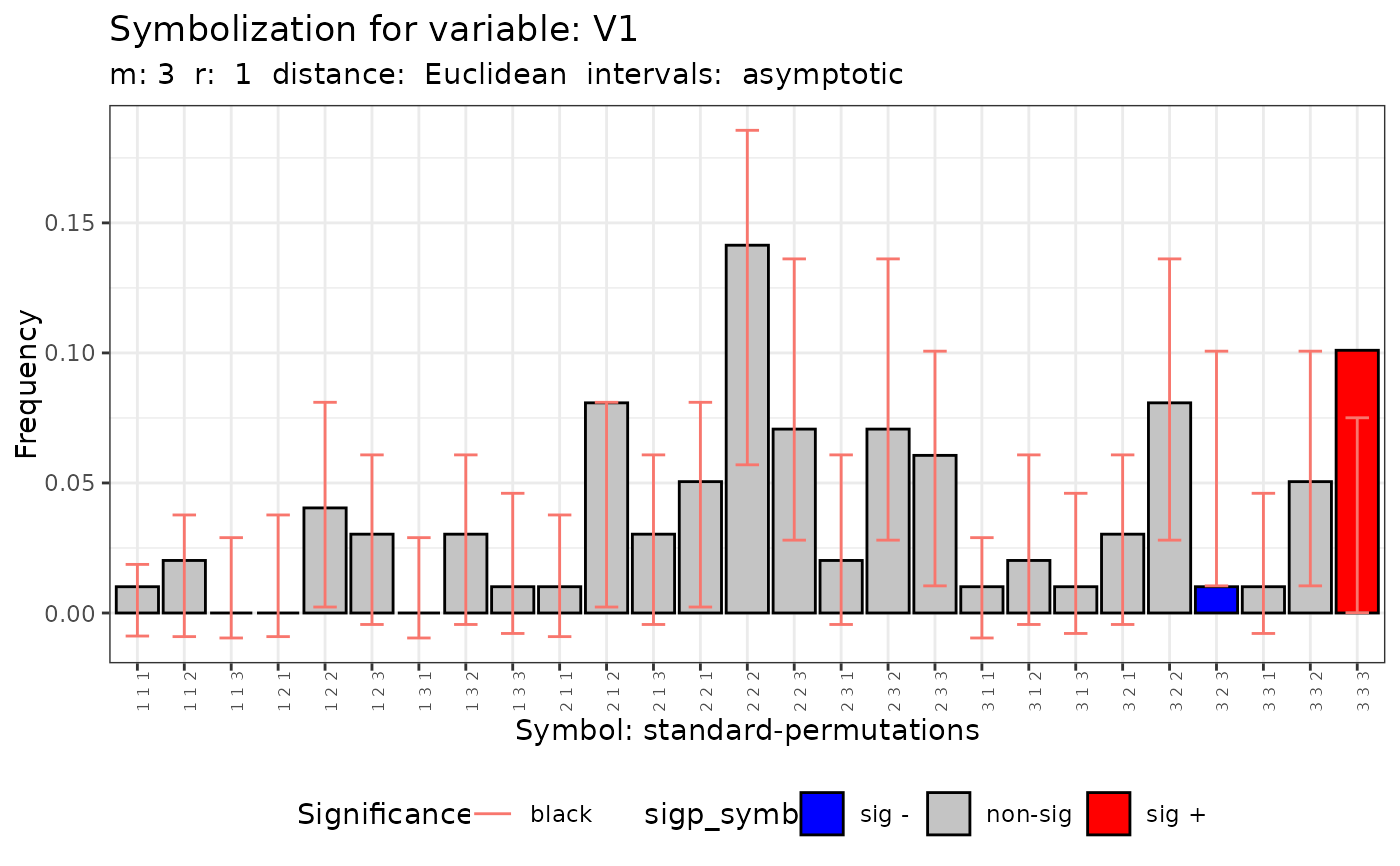 Symbolization for variable: V1
m: 3 r: 1 distance: Euclidean intervals: asymptotic
Frequency
0.15
0.10
0.05
0.00
1 1 1
1 1 2
1 1 3
1 2 1
1 2 2
1 2 3
1 3 1
1 3 2
1 3 3
2 1 1
2 1 2
2 1 3
2 2 1
2 2 2
2 2 3
2 3 1
2 3 2
2 3 3
3 1 1
3 1 2
3 1 3
3 2 1
3 2 2
3 2 3
3 3 1
3 3 2
3 3 3
Symbol: standard-permutations
Significance black sigp_symb sig - non-sig sig +